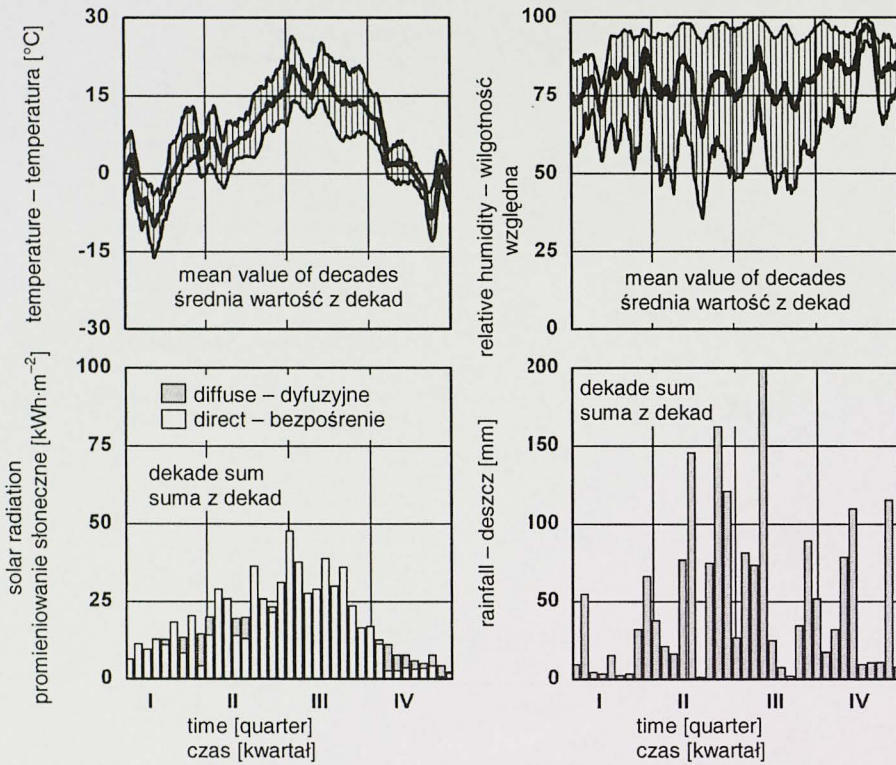 temperature – temperatura [°C]
30
15
0
-15
-30
mean value of decades
średnia wartość z dekad
relative humidity – wilgotność
względna
100
75
50
25
0
mean value of decades
średnia wartość z dekad
solar radiation
promieniowanie słoneczne [kWh·m⁻²]
100
75
50
25
0
diffuse – dyfuzyjne
direct – bezpośrenie
dekade sum
suma z dekad
I II III IV
time [quarter]
czas [kwartał]
rainfall – deszcz [mm]
200
150
100
50
0
dekade sum
suma z dekad
I II III IV
time [quarter]
czas [kwartał]